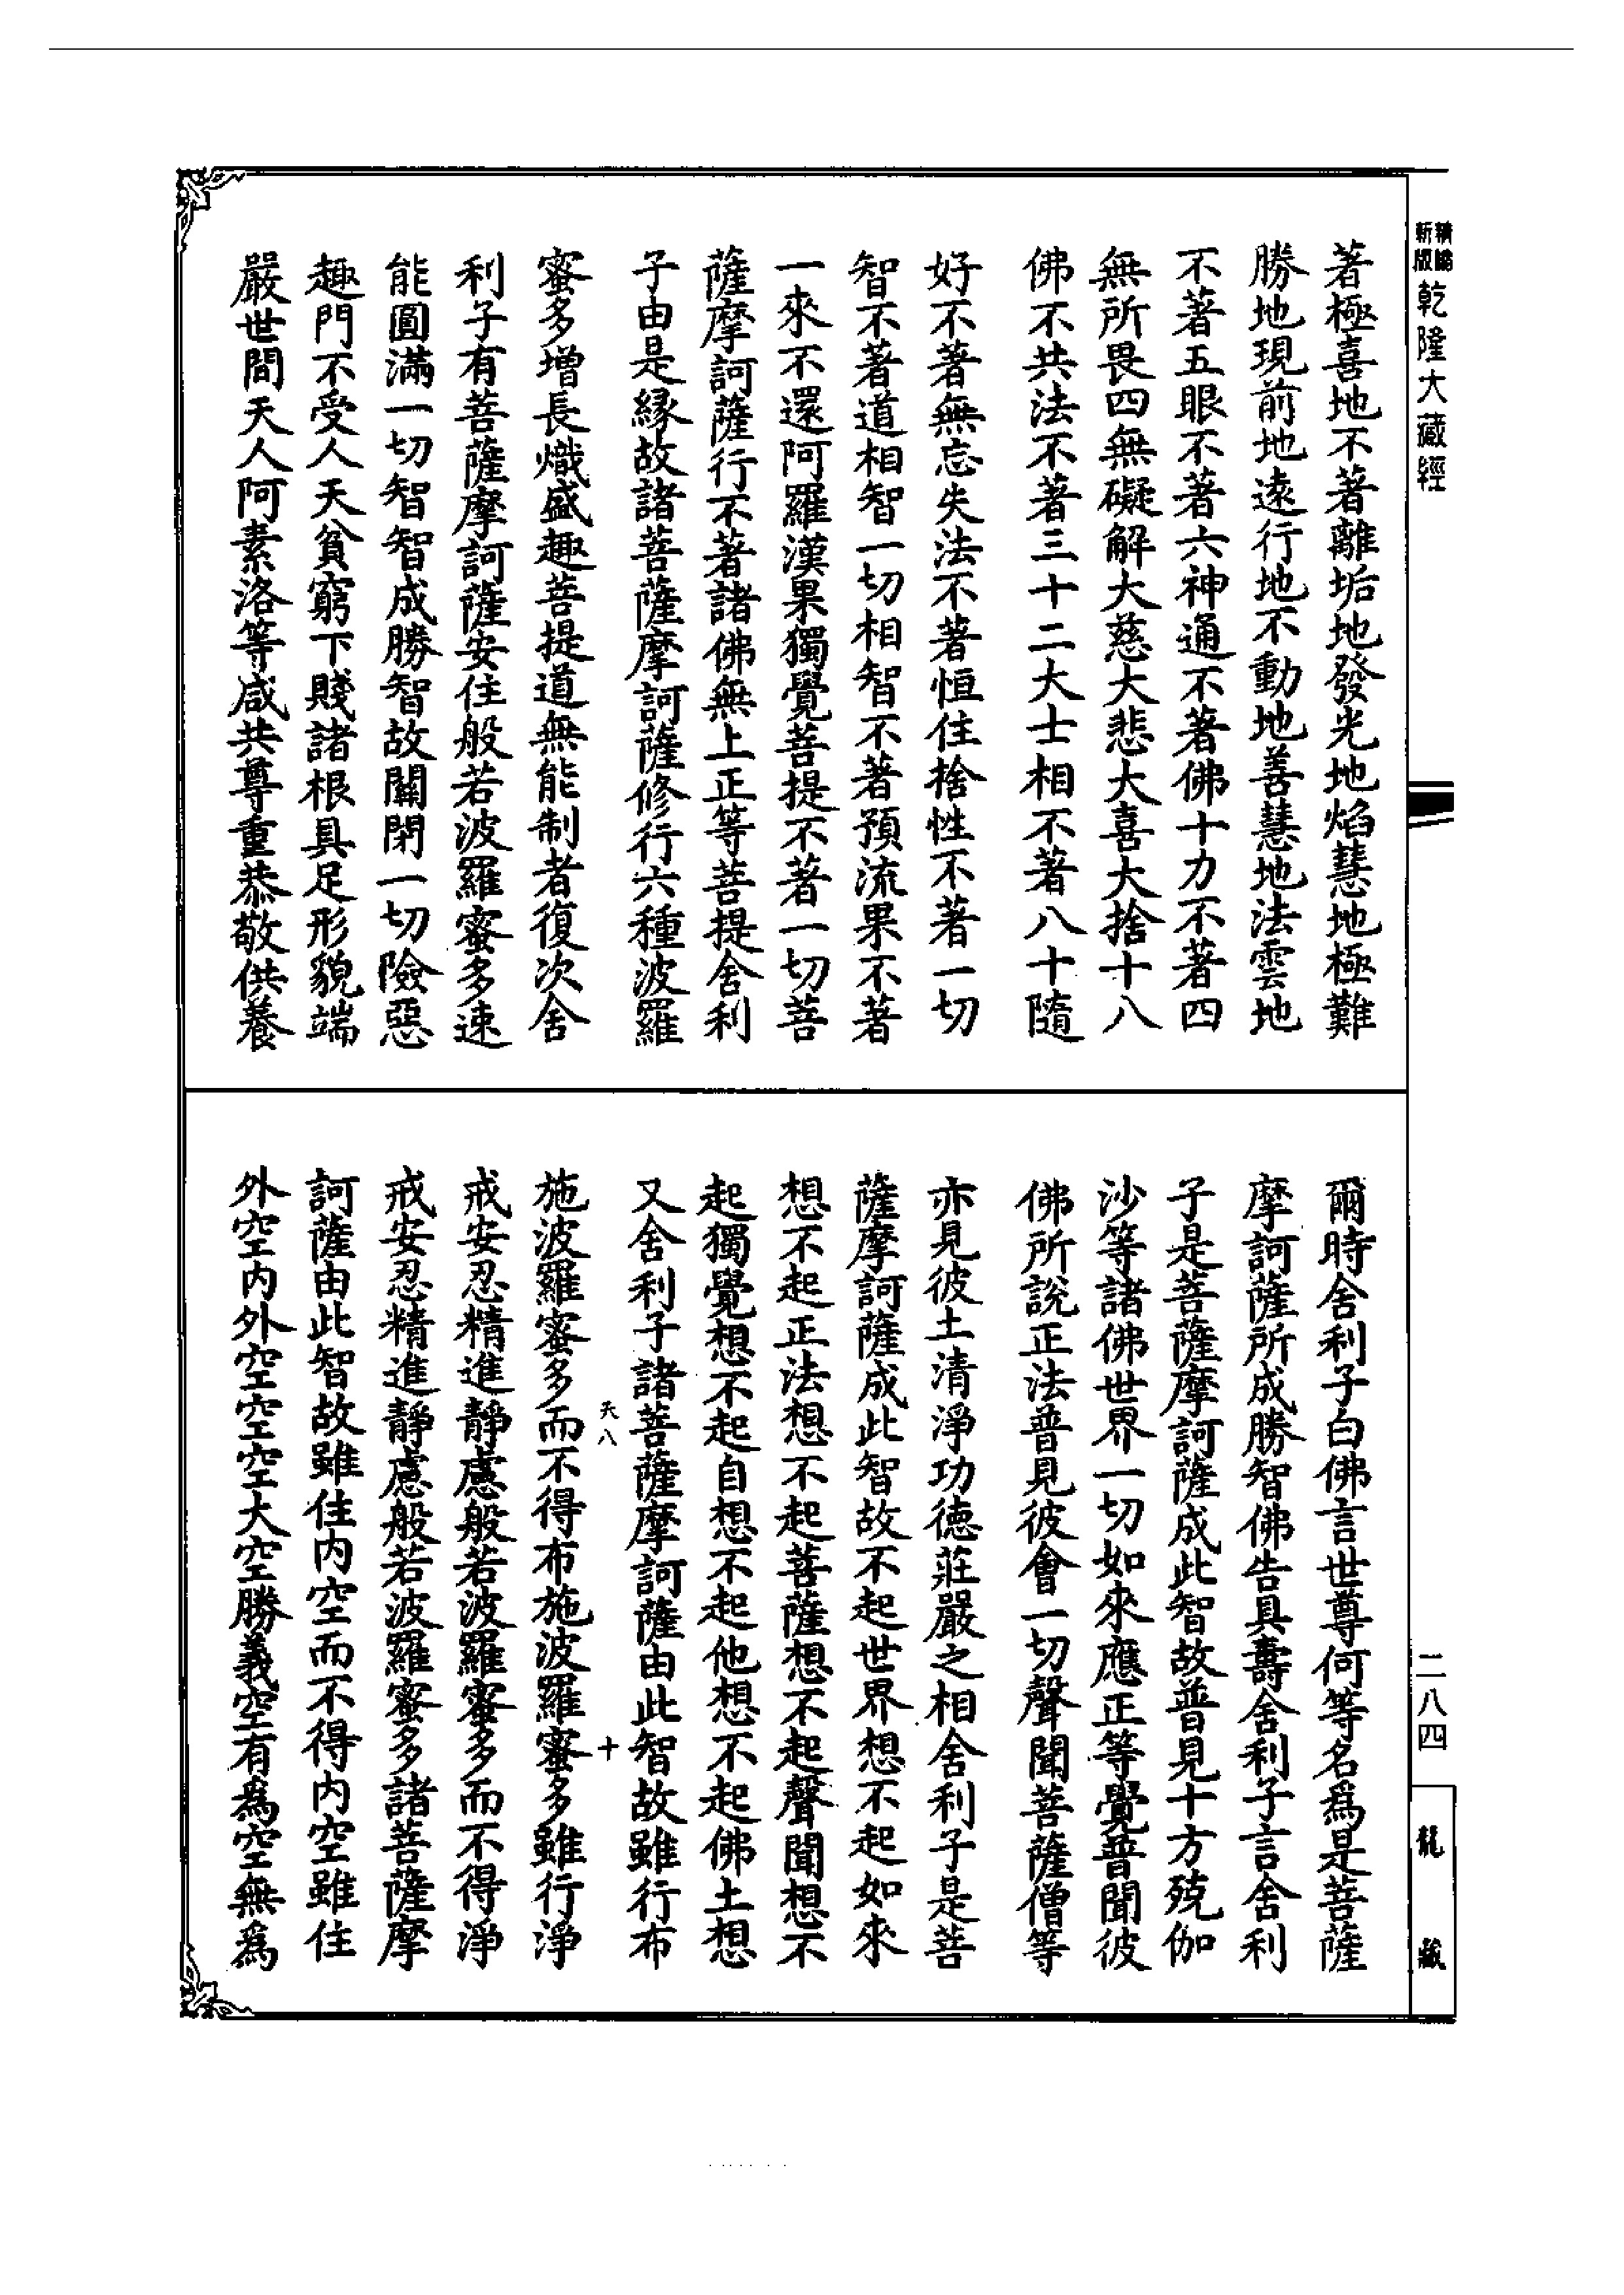 新版
精縮
乾隆大藏經
著極喜地不著離垢地發光地焰慧地極難
勝地現前地遠行地不動地善慧地法雲地
不著五眼不著六神通不著佛十力不著四
無所畏四無礙解大慈大悲大喜大捨十八
佛不共法不著三十二大士相不著八十隨
好不著無忘失法不著恒住捨性不著一切
智不著道相智一切相智不著預流果不著
一來不還阿羅漢果獨覺菩提不著一切菩
薩摩訶薩行不著諸佛無上正等菩提舍利
子由是緣故諸菩薩摩訶薩修行六種波羅
蜜多增長熾盛趣菩提道無能制者復次舍
利子有菩薩摩訶薩安住般若波羅蜜多速
能圓滿一切智智成勝智故關閉一切險惡
趣門不受人天貧窮下賤諸根具足形貌端
嚴世間天人阿素洛等咸共尊重恭敬供養
爾時舍利子白佛言世尊何等名為是菩薩
摩訶薩所成勝智佛告具壽舍利子言舍利
子是菩薩摩訶薩成此智故普見十方殑伽
沙等諸佛世界一切如來應正等覺普聞彼
佛所說正法普見彼會一切聲聞菩薩僧等
亦見彼土清淨功德莊嚴之相舍利子是菩
薩摩訶薩成此智故不起世界想不起如來
想不起正法想不起菩薩想不起聲聞想不
起獨覺想不起自想不起他想不起佛土想
又舍利子諸菩薩摩訶薩由此智故雖行布
天八
十
施波羅蜜多而不得布施波羅蜜多雖行淨
戒安忍精進靜慮般若波羅蜜多而不得淨
戒安忍精進靜慮般若波羅蜜多諸菩薩摩
訶薩由此智故雖住內空而不得內空雖住
外空內外空空空大空勝義空有為空無為
二八四
龍藏